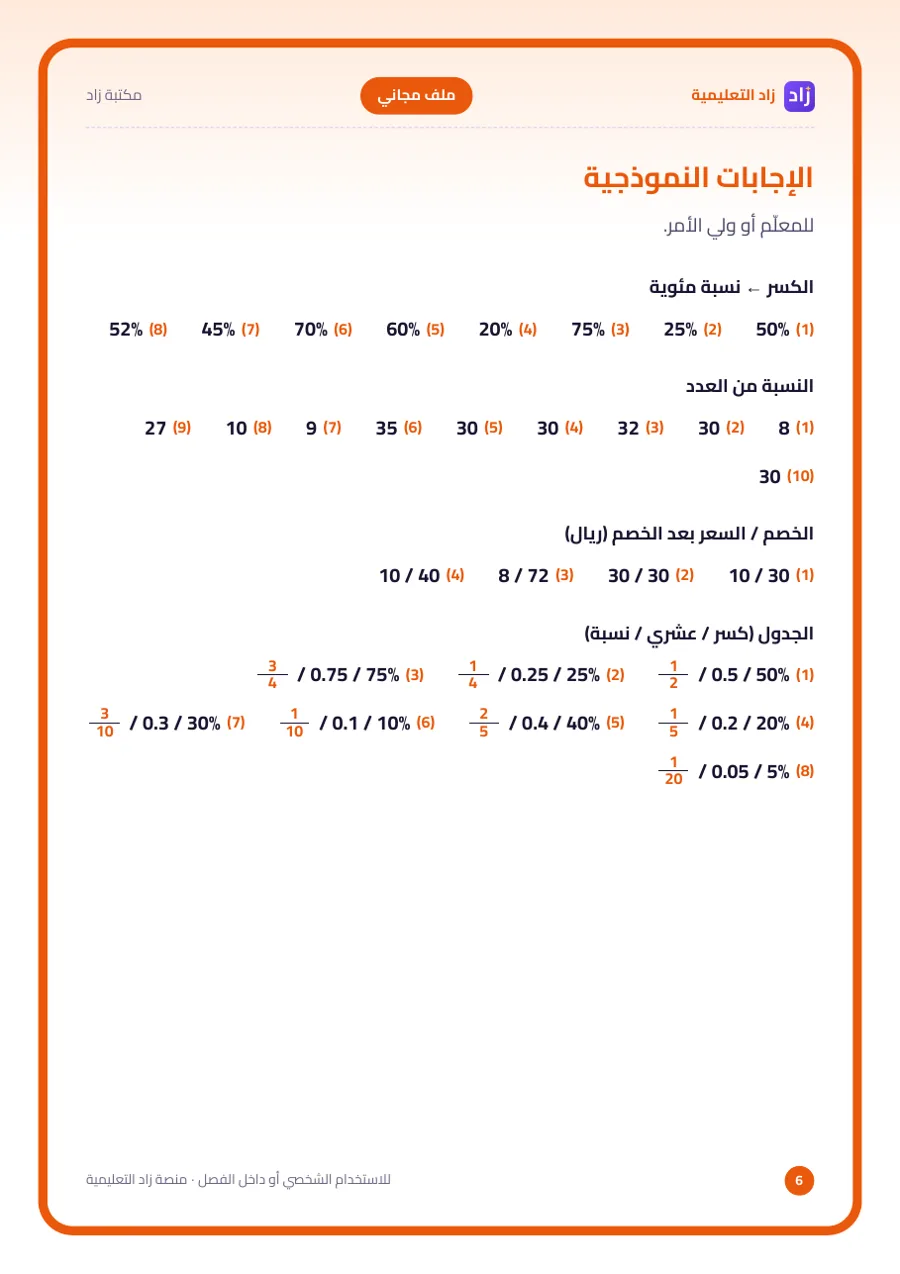 زاد زاد التعليمية ملف مجاني مكتبة زاد
الإجابات النموذجية
للمعلّم أو ولي الأمر.
الكسر ← نسبة مئوية
(1) 50% (2) 25% (3) 75% (4) 20% (5) 60% (6) 70% (7) 45% (8) 52%
النسبة من العدد
(1) 8 (2) 30 (3) 32 (4) 30 (5) 30 (6) 35 (7) 9 (8) 10 (9) 27
(10) 30
الخصم / السعر بعد الخصم (ريال)
(1) 10 / 30 (2) 30 / 30 (3) 8 / 72 (4) 10 / 40
الجدول (كسر / عشري / نسبة)
(1) 1/2 / 0.5 / 50% (2) 1/4 / 0.25 / 25% (3) 3/4 / 0.75 / 75%
(4) 1/5 / 0.2 / 20% (5) 2/5 / 0.4 / 40% (6) 1/10 / 0.1 / 10% (7) 3/10 / 0.3 / 30%
(8) 1/20 / 0.05 / 5%
6 للاستخدام الشخصي أو داخل الفصل · منصة زاد التعليمية